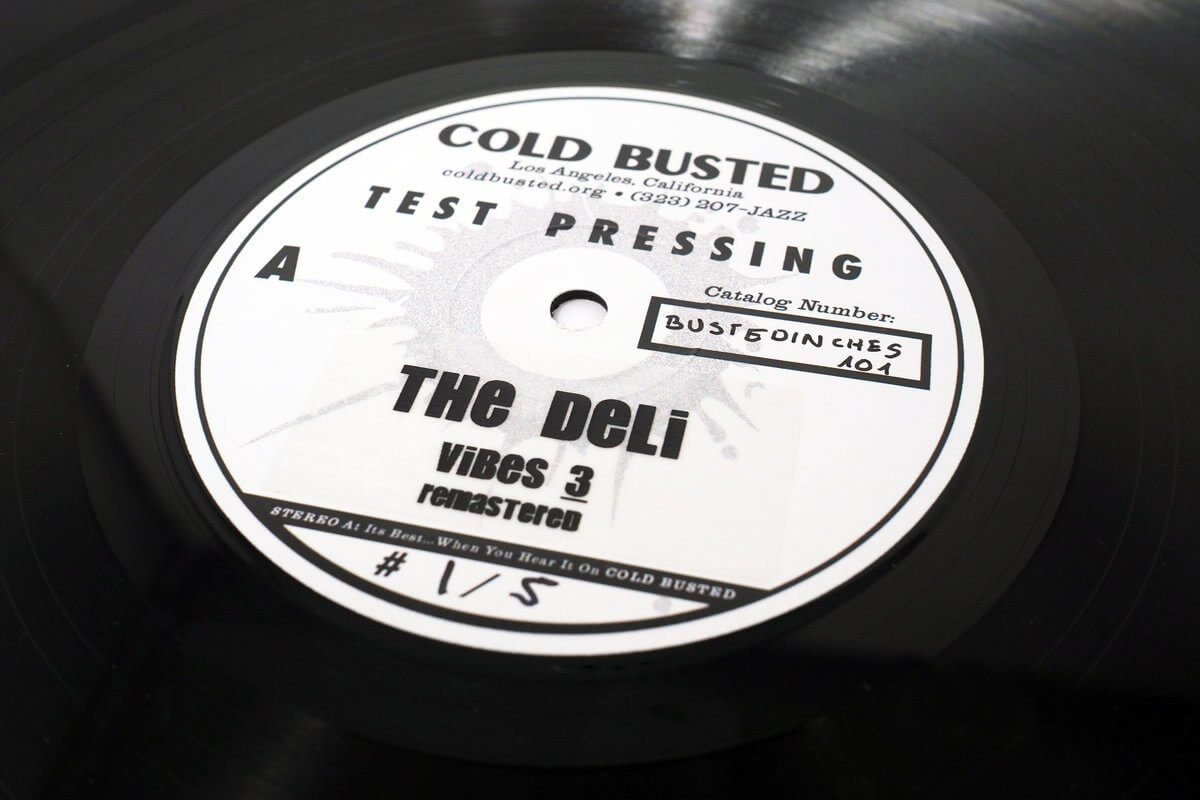 COLD BUSTED
Los Angeles, California
coldbusted.org • (323) 207-JAZZ
TEST PRESSING
A
Catalog Number:
BUSTEDINCHES
101
THe DeLi
ViBes 3
remasTered
STEREO At Its Best...When You Hear It On COLD BUSTED
# 1/5